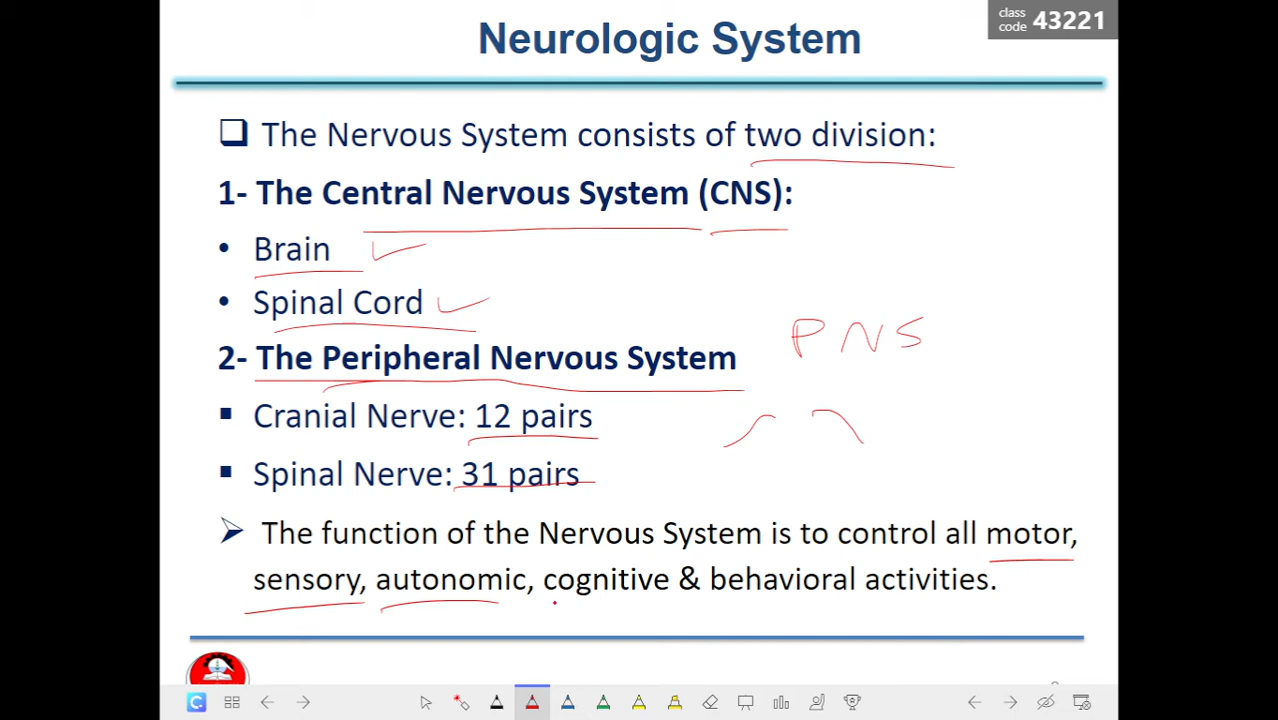 Neurologic System
class code 43221
The Nervous System consists of two division:
1- The Central Nervous System (CNS):
• Brain
• Spinal Cord
PNS
2- The Peripheral Nervous System
▪ Cranial Nerve: 12 pairs
▪ Spinal Nerve: 31 pairs
➢ The function of the Nervous System is to control all motor,
sensory, autonomic, cognitive & behavioral activities.